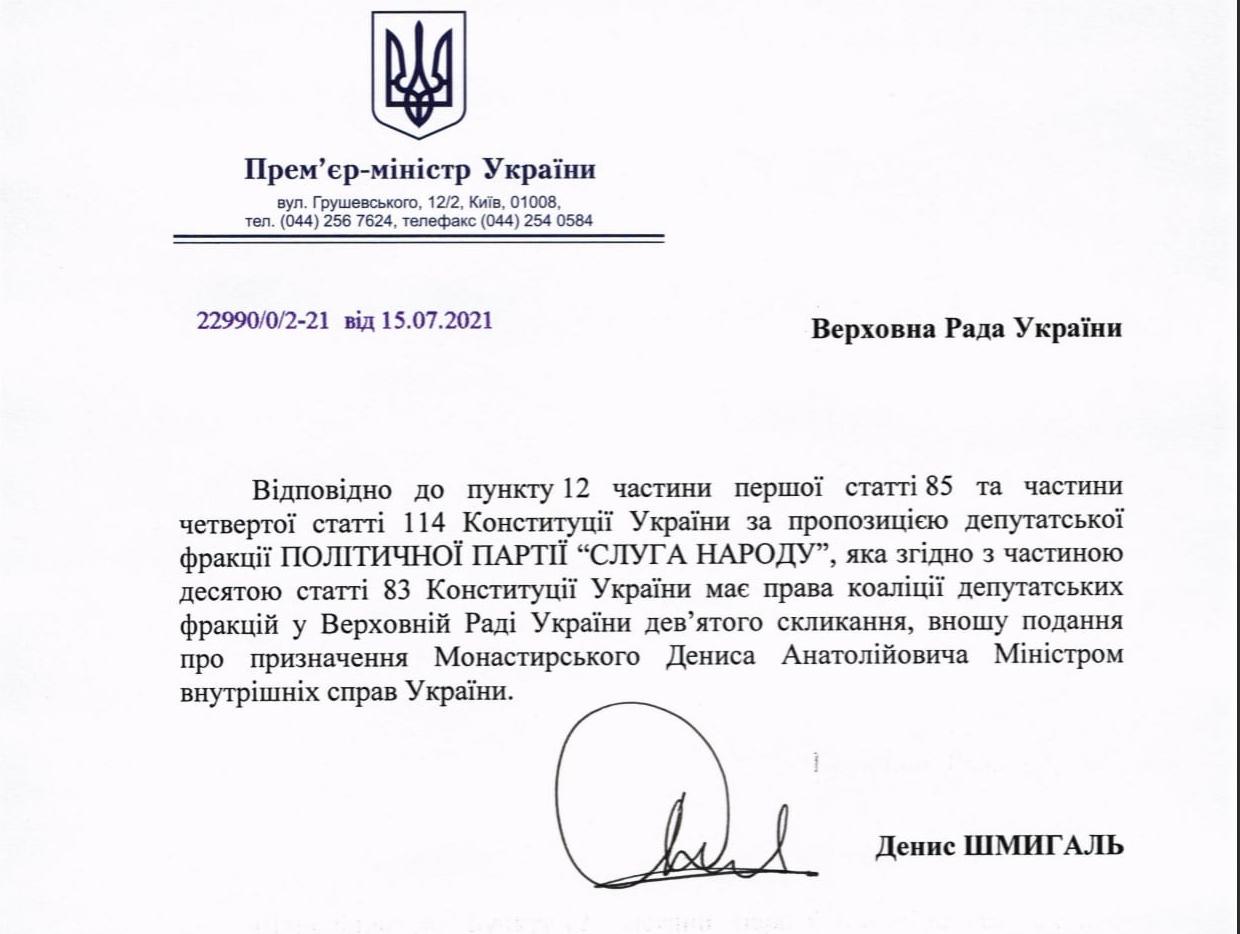 Прем’єр-міністр України
вул. Грушевського, 12/2, Київ, 01008,
тел. (044) 256 7624, телефакс (044) 254 0584
22990/0/2-21 від 15.07.2021
Верховна Рада України
Відповідно до пункту 12 частини першої статті 85 та частини
четвертої статті 114 Конституції України за пропозицією депутатської
фракції ПОЛІТИЧНОЇ ПАРТІЇ “СЛУГА НАРОДУ”, яка згідно з частиною
десятою статті 83 Конституції України має права коаліції депутатських
фракцій у Верховній Раді України дев’ятого скликання, вношу подання
про призначення Монастирського Дениса Анатолійовича Міністром
внутрішніх справ України.
Денис ШМИГАЛЬ